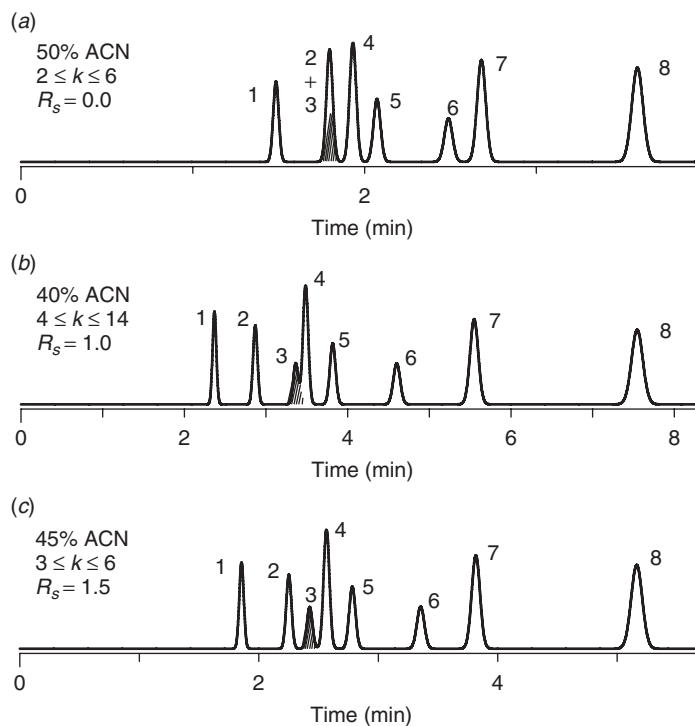 (a)
50% ACN
2 ≤ k ≤ 6
Rs = 0.0
1
2
+
3
4
5
6
7
8
0
2
Time (min)
(b)
40% ACN
4 ≤ k ≤ 14
Rs = 1.0
1
2
3
4
5
6
7
8
0
2
4
6
8
Time (min)
(c)
45% ACN
3 ≤ k ≤ 6
Rs = 1.5
1
2
3
4
5
6
7
8
0
2
4
Time (min)